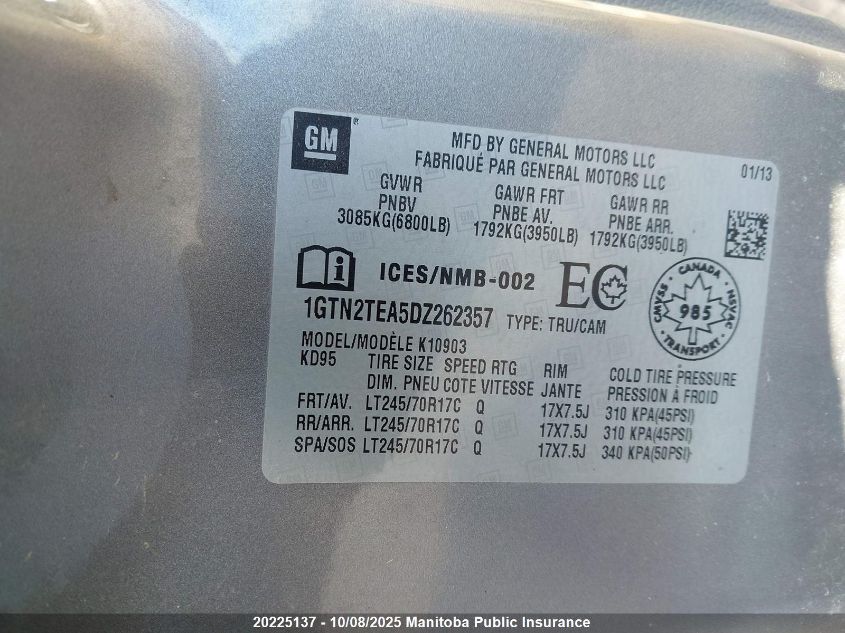 GM
MFD BY GENERAL MOTORS LLC
FABRIQUÉ PAR GENERAL MOTORS LLC
01/13
GVWR GAWR FRT GAWR RR
PNBV PNBE AV. PNBE ARR.
3085KG(6800LB) 1792KG(3950LB) 1792KG(3950LB)
i ICES/NMB-002 EC
CANADA
CMVSS 985 NSVAC
TRANSPORT
1GTN2TEA5DZ262357 TYPE: TRU/CAM
MODEL/MODÈLE K10903
KD95 TIRE SIZE SPEED RTG RIM COLD TIRE PRESSURE
DIM. PNEU COTE VITESSE JANTE PRESSION À FROID
FRT/AV. LT245/70R17C Q 17X7.5J 310 KPA(45PSI)
RR/ARR. LT245/70R17C Q 17X7.5J 310 KPA(45PSI)
SPA/SOS LT245/70R17C Q 17X7.5J 340 KPA(50PSI)
20225137 - 10/08/2025 Manitoba Public Insurance